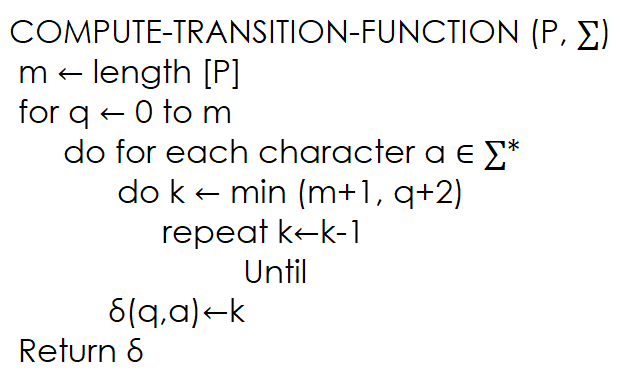 COMPUTE-TRANSITION-FUNCTION (P, ∑)
m ← length [P]
for q ← 0 to m
do for each character a ∈ ∑*
do k ← min (m+1, q+2)
repeat k←k-1
Until
δ(q,a)←k
Return δ